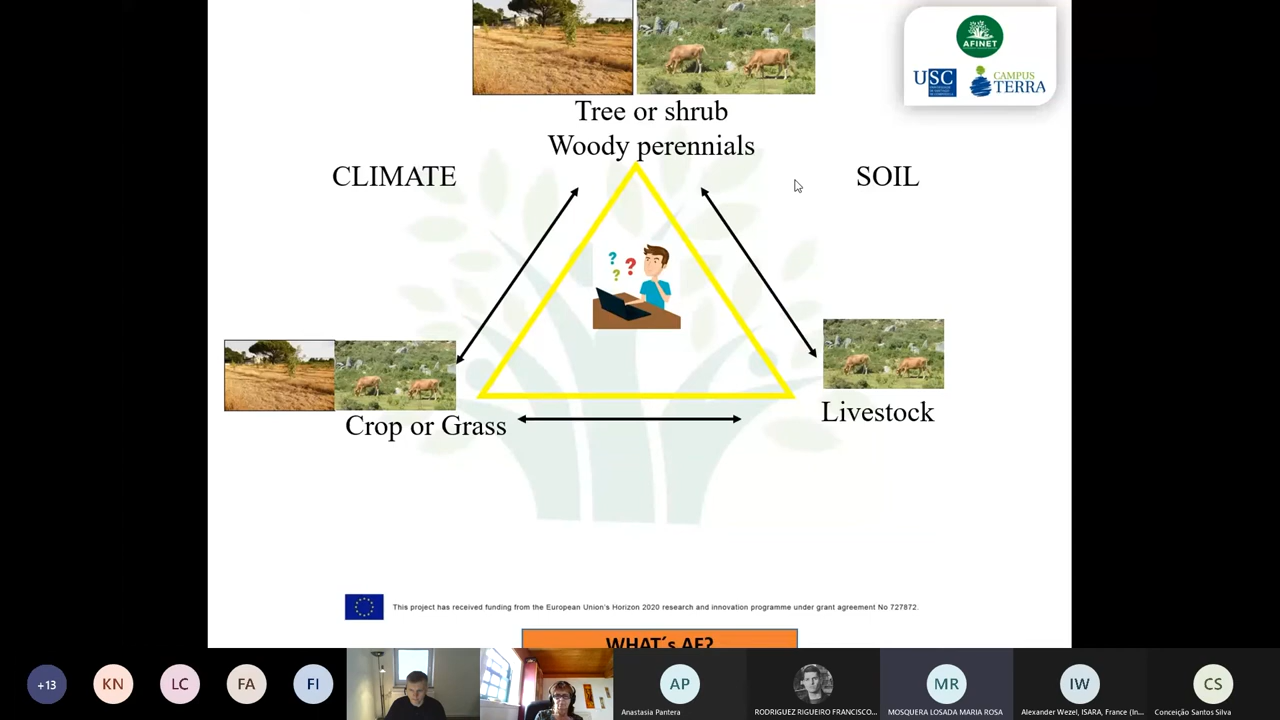 AFINET
USC
CAMPUS
TERRA
Tree or shrub
Woody perennials
CLIMATE
SOIL
? ? ?
Crop or Grass
Livestock
This project has received funding from the European Union's Horizon 2020 research and innovation programme under grant agreement No 727872.
WHAT´s AF?
+13
KN
LC
FA
FI
AP
MR
IW
CS
Anastasia Pantera
RODRIGUEZ RIGUEIRO FRANCISCO...
MOSQUERA LOSADA MARIA ROSA
Alexander Wezel, ISARA, France (In...
Conceição Santos Silva